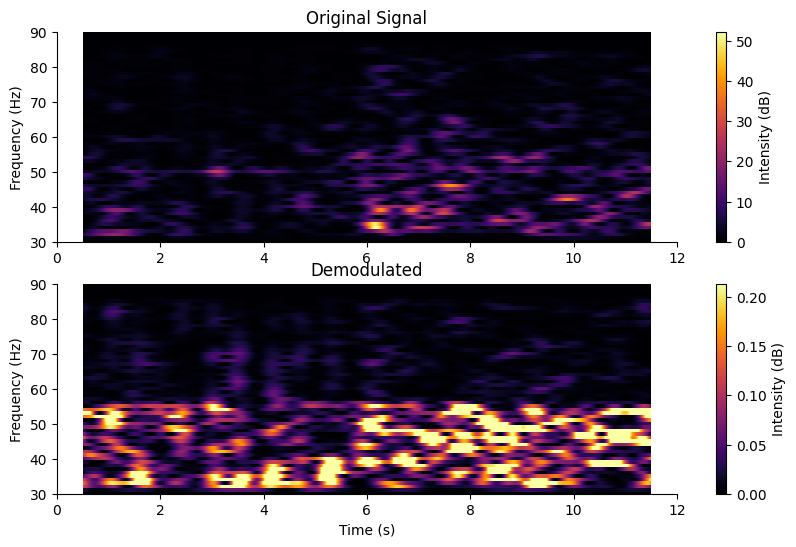 Original Signal
90
80
70
60
50
40
30
Frequency (Hz)
0 2 4 6 8 10 12
50
40
30
20
10
0
Intensity (dB)
Demodulated
90
80
70
60
50
40
30
Frequency (Hz)
0 2 4 6 8 10 12
Time (s)
0.20
0.15
0.10
0.05
0.00
Intensity (dB)